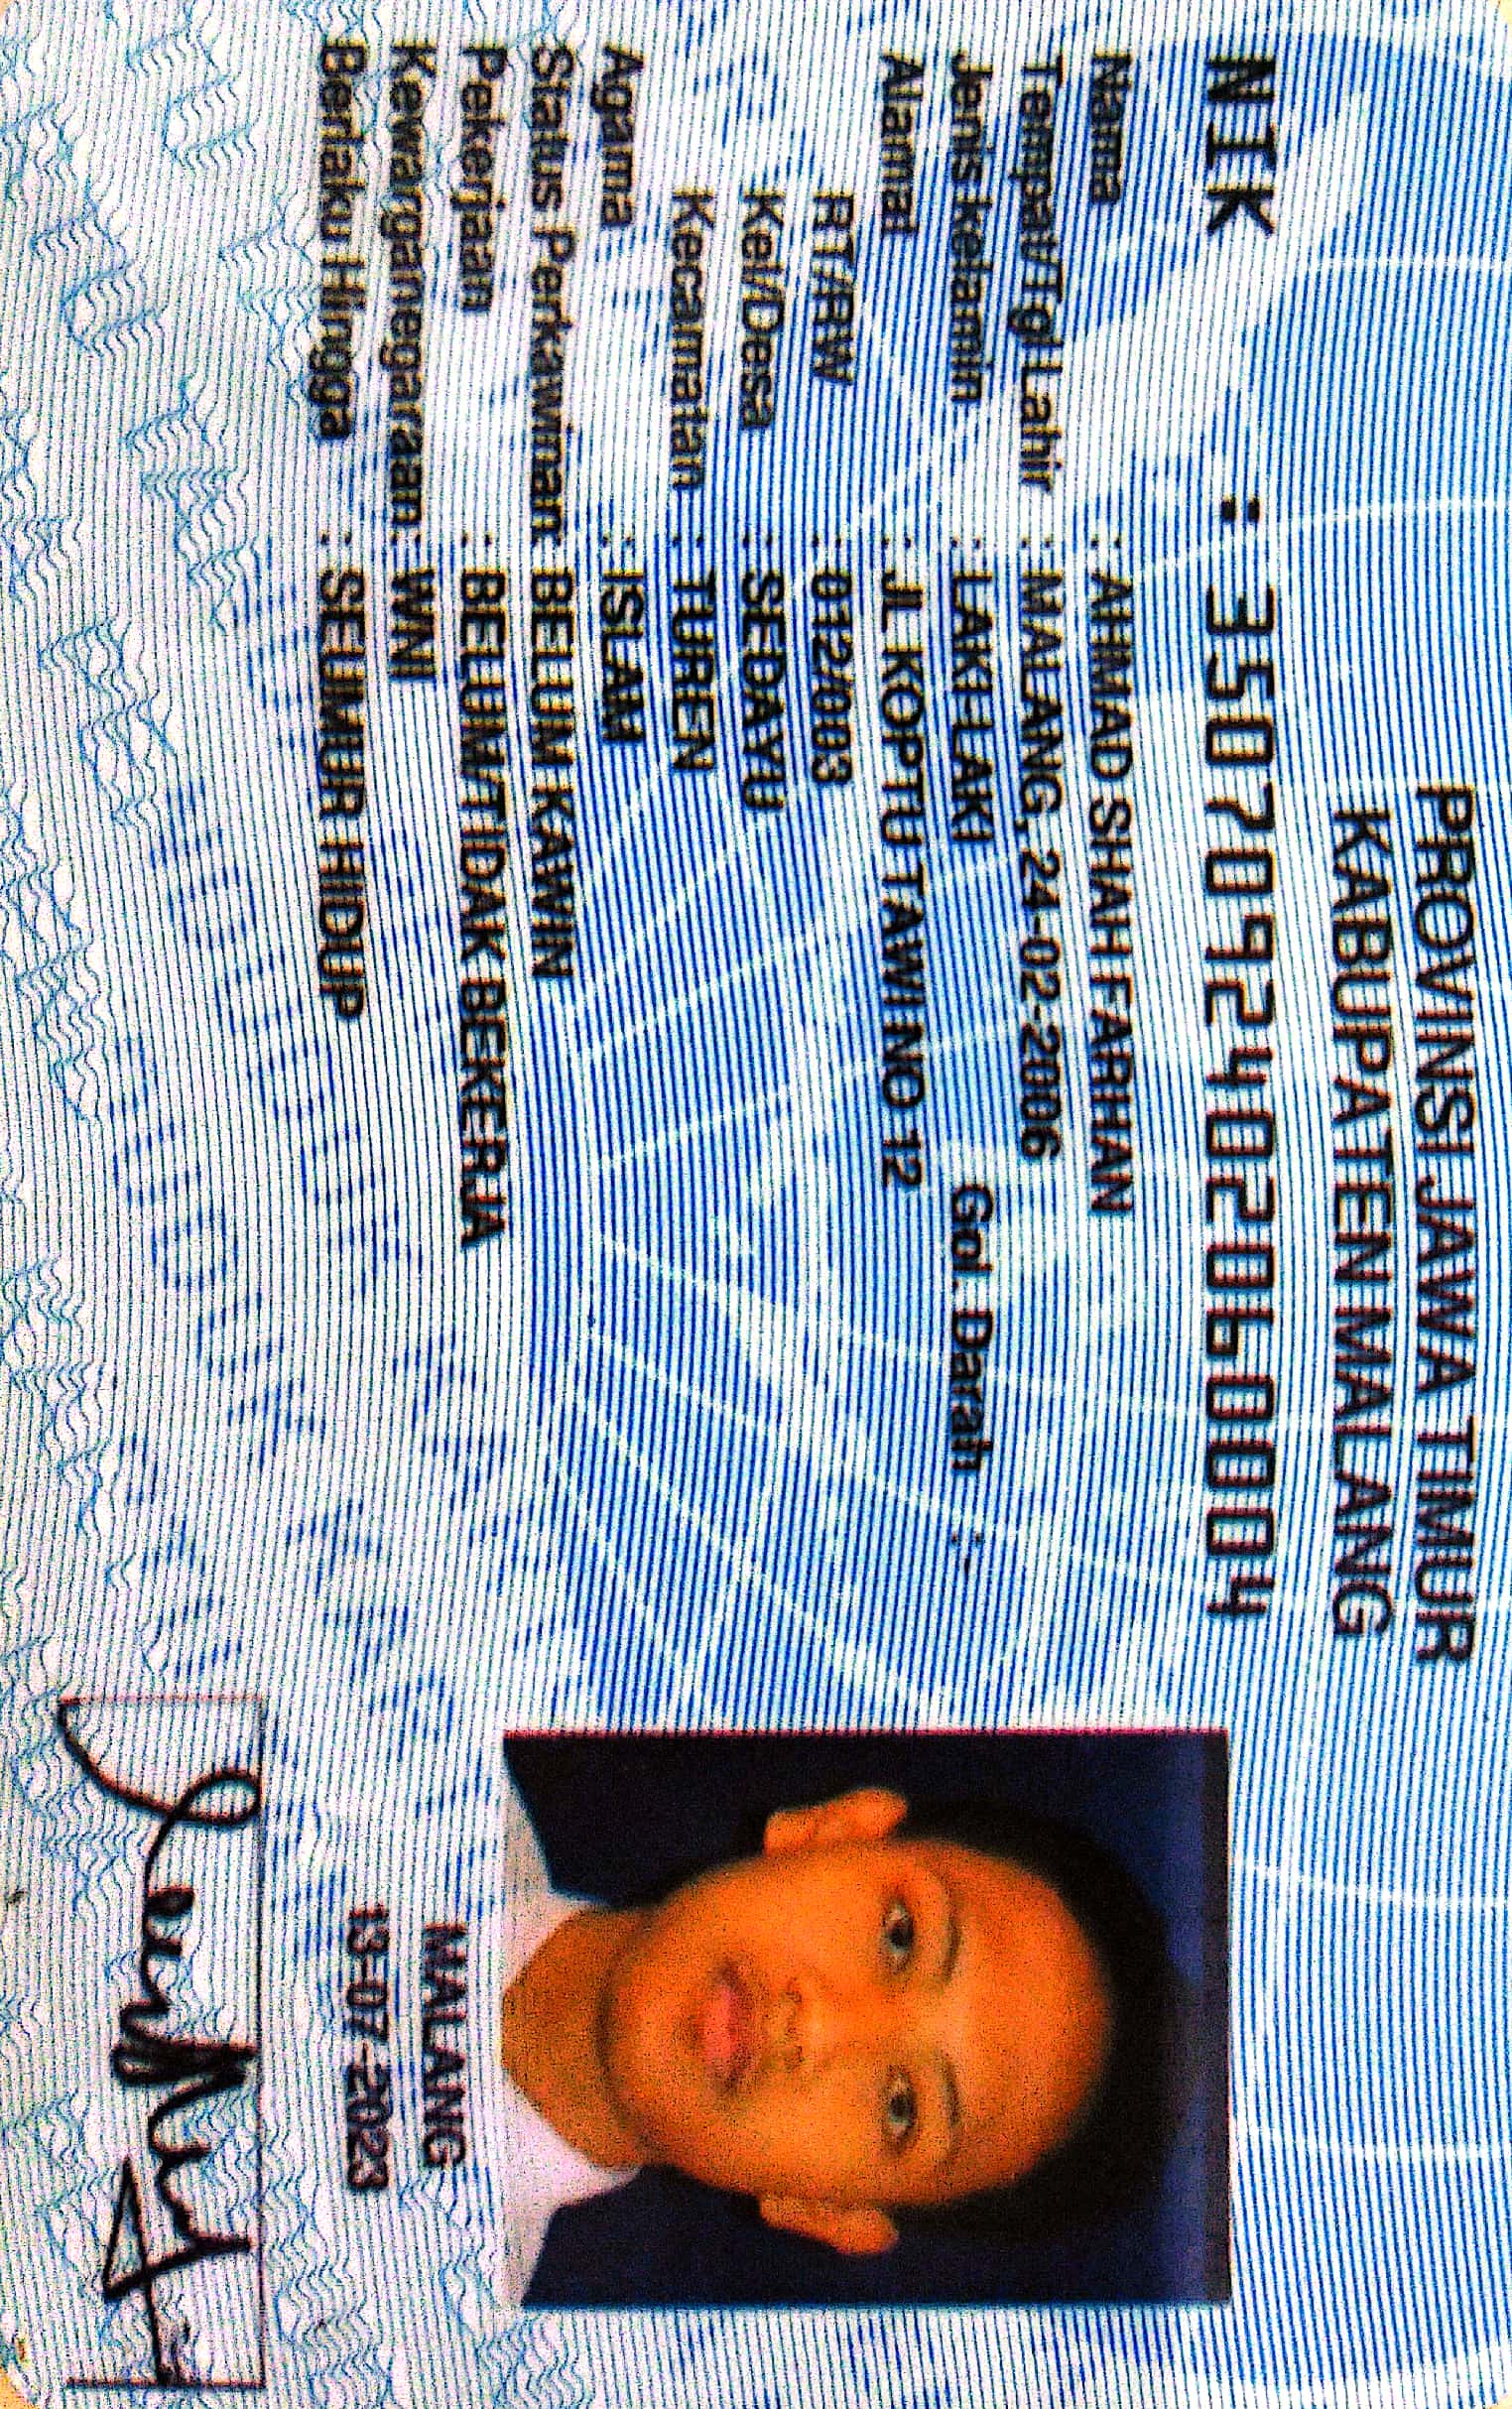 PROVINSI JAWA TIMUR
KABUPATEN MALANG
NIK : 3507092402060004
Nama : AHMAD SHAH FARHAN
Tempat/Tgl Lahir : MALANG, 24-02-2006
Jenis kelamin : LAKI-LAKI Gol. Darah : -
Alamat : JL KOPTU TAWI NO 12
RT/RW : 012/003
Kel/Desa : SEDAYU
Kecamatan : TUREN
Agama : ISLAM
Status Perkawinan: BELUM KAWIN
Pekerjaan : BELUM/TIDAK BEKERJA
Kewarganegaraan: WNI
Berlaku Hingga : SEUMUR HIDUP
MALANG
13-07-2023